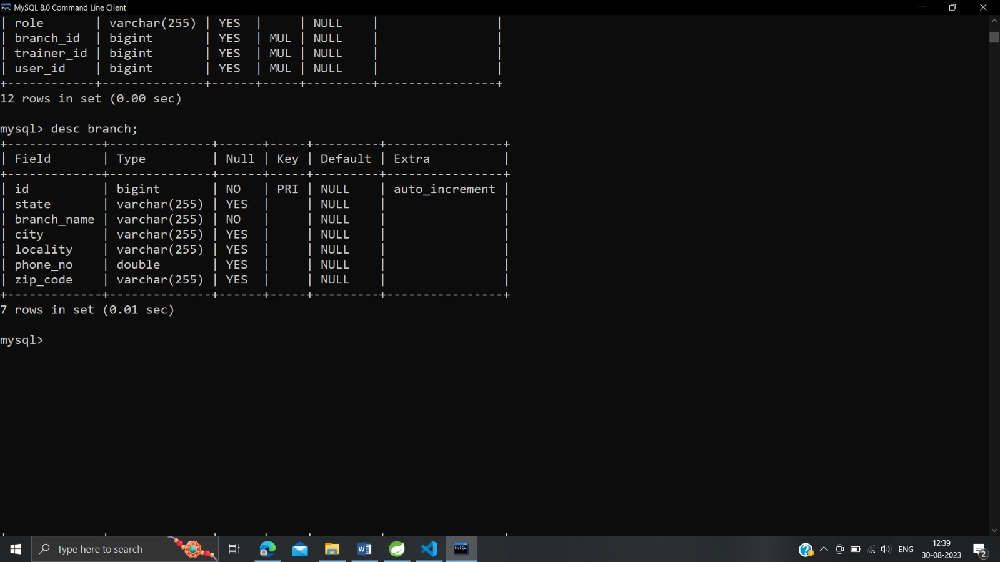 MySQL 8.0 Command Line Client
| role       | varchar(255) | YES  |     | NULL    |                |
| branch_id  | bigint       | YES  | MUL | NULL    |                |
| trainer_id | bigint       | YES  | MUL | NULL    |                |
| user_id    | bigint       | YES  | MUL | NULL    |                |
+------------+--------------+------+-----+---------+----------------+
12 rows in set (0.00 sec)
mysql> desc branch;
+-------------+--------------+------+-----+---------+----------------+
| Field       | Type         | Null | Key | Default | Extra          |
+-------------+--------------+------+-----+---------+----------------+
| id          | bigint       | NO   | PRI | NULL    | auto_increment |
| state       | varchar(255) | YES  |     | NULL    |                |
| branch_name | varchar(255) | NO   |     | NULL    |                |
| city        | varchar(255) | YES  |     | NULL    |                |
| locality    | varchar(255) | YES  |     | NULL    |                |
| phone_no    | double       | YES  |     | NULL    |                |
| zip_code    | varchar(255) | YES  |     | NULL    |                |
+-------------+--------------+------+-----+---------+----------------+
7 rows in set (0.01 sec)
mysql>
Type here to search
ENG
12:39
30-08-2023
2